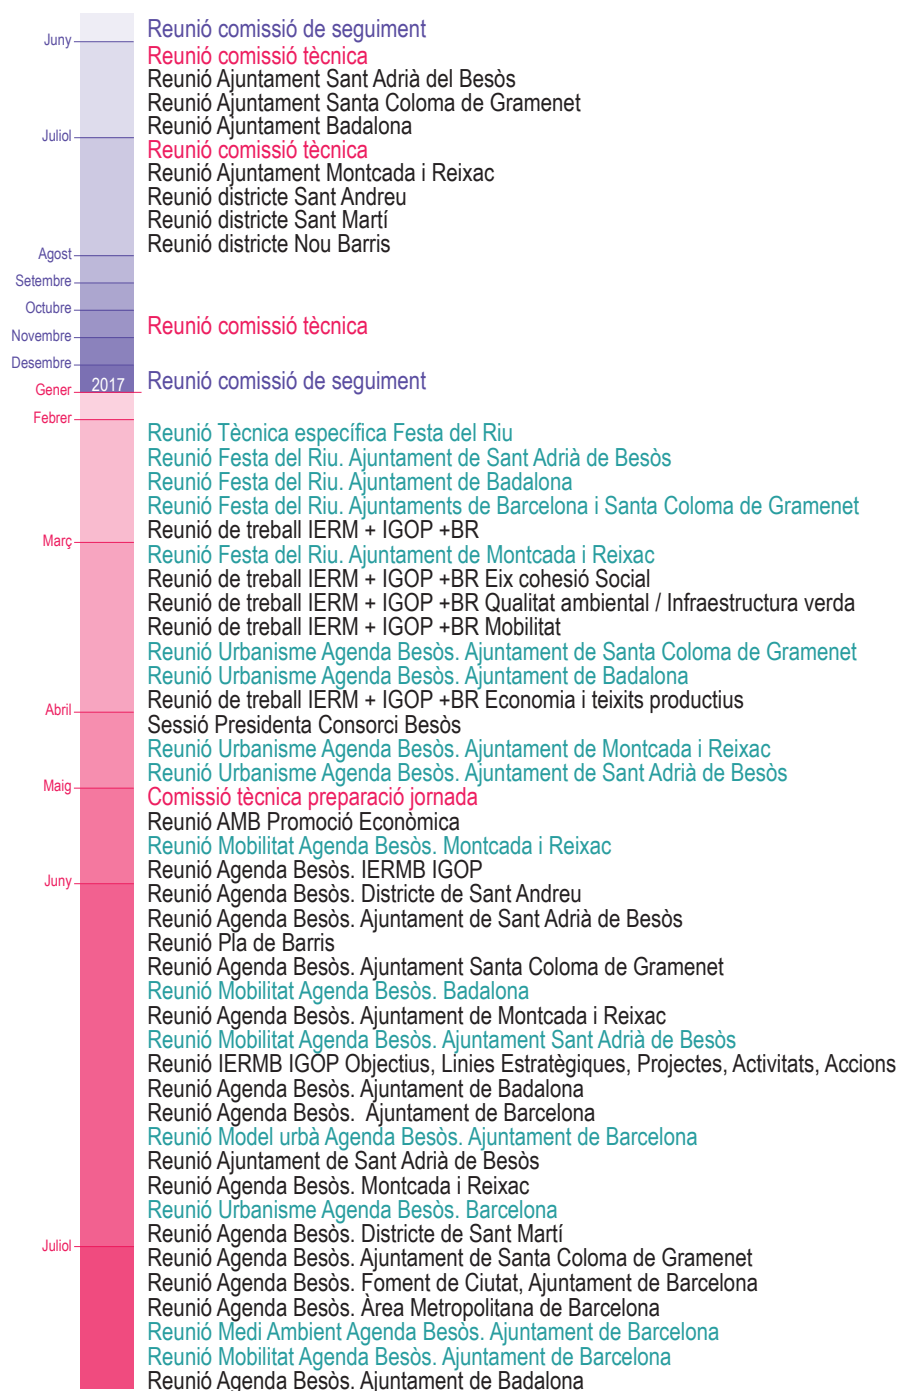 Reunió comissió de seguiment
Juny
Reunió comissió tècnica
Reunió Ajuntament Sant Adrià del Besòs
Reunió Ajuntament Santa Coloma de Gramenet
Reunió Ajuntament Badalona
Juliol
Reunió comissió tècnica
Reunió Ajuntament Montcada i Reixac
Reunió districte Sant Andreu
Reunió districte Sant Martí
Reunió districte Nou Barris
Agost
Setembre
Octubre
Reunió comissió tècnica
Novembre
Desembre
Reunió comissió de seguiment
2017
Gener
Febrer
Reunió Tècnica específica Festa del Riu
Reunió Festa del Riu. Ajuntament de Sant Adrià de Besòs
Reunió Festa del Riu. Ajuntament de Badalona
Reunió Festa del Riu. Ajuntaments de Barcelona i Santa Coloma de Gramenet
Reunió de treball IERM + IGOP +BR
Març
Reunió Festa del Riu. Ajuntament de Montcada i Reixac
Reunió de treball IERM + IGOP +BR Eix cohesió Social
Reunió de treball IERM + IGOP +BR Qualitat ambiental / Infraestructura verda
Reunió de treball IERM + IGOP +BR Mobilitat
Reunió Urbanisme Agenda Besòs. Ajuntament de Santa Coloma de Gramenet
Reunió Urbanisme Agenda Besòs. Ajuntament de Badalona
Reunió de treball IERM + IGOP +BR Economia i teixits productius
Abril
Sessió Presidenta Consorci Besòs
Reunió Urbanisme Agenda Besòs. Ajuntament de Montcada i Reixac
Reunió Urbanisme Agenda Besòs. Ajuntament de Sant Adrià de Besòs
Maig
Comissió tècnica preparació jornada
Reunió AMB Promoció Econòmica
Reunió Mobilitat Agenda Besòs. Montcada i Reixac
Reunió Agenda Besòs. IERMB IGOP
Juny
Reunió Agenda Besòs. Districte de Sant Andreu
Reunió Agenda Besòs. Ajuntament de Sant Adrià de Besòs
Reunió Pla de Barris
Reunió Agenda Besòs. Ajuntament Santa Coloma de Gramenet
Reunió Mobilitat Agenda Besòs. Badalona
Reunió Agenda Besòs. Ajuntament de Montcada i Reixac
Reunió Mobilitat Agenda Besòs. Ajuntament Sant Adrià de Besòs
Reunió IERMB IGOP Objectius, Linies Estratègiques, Projectes, Activitats, Accions
Reunió Agenda Besòs. Ajuntament de Badalona
Reunió Agenda Besòs. Ajuntament de Barcelona
Reunió Model urbà Agenda Besòs. Ajuntament de Barcelona
Reunió Ajuntament de Sant Adrià de Besòs
Reunió Agenda Besòs. Montcada i Reixac
Reunió Urbanisme Agenda Besòs. Barcelona
Reunió Agenda Besòs. Districte de Sant Martí
Juliol
Reunió Agenda Besòs. Ajuntament de Santa Coloma de Gramenet
Reunió Agenda Besòs. Foment de Ciutat, Ajuntament de Barcelona
Reunió Agenda Besòs. Àrea Metropolitana de Barcelona
Reunió Medi Ambient Agenda Besòs. Ajuntament de Barcelona
Reunió Mobilitat Agenda Besòs. Ajuntament de Barcelona
Reunió Agenda Besòs. Ajuntament de Badalona